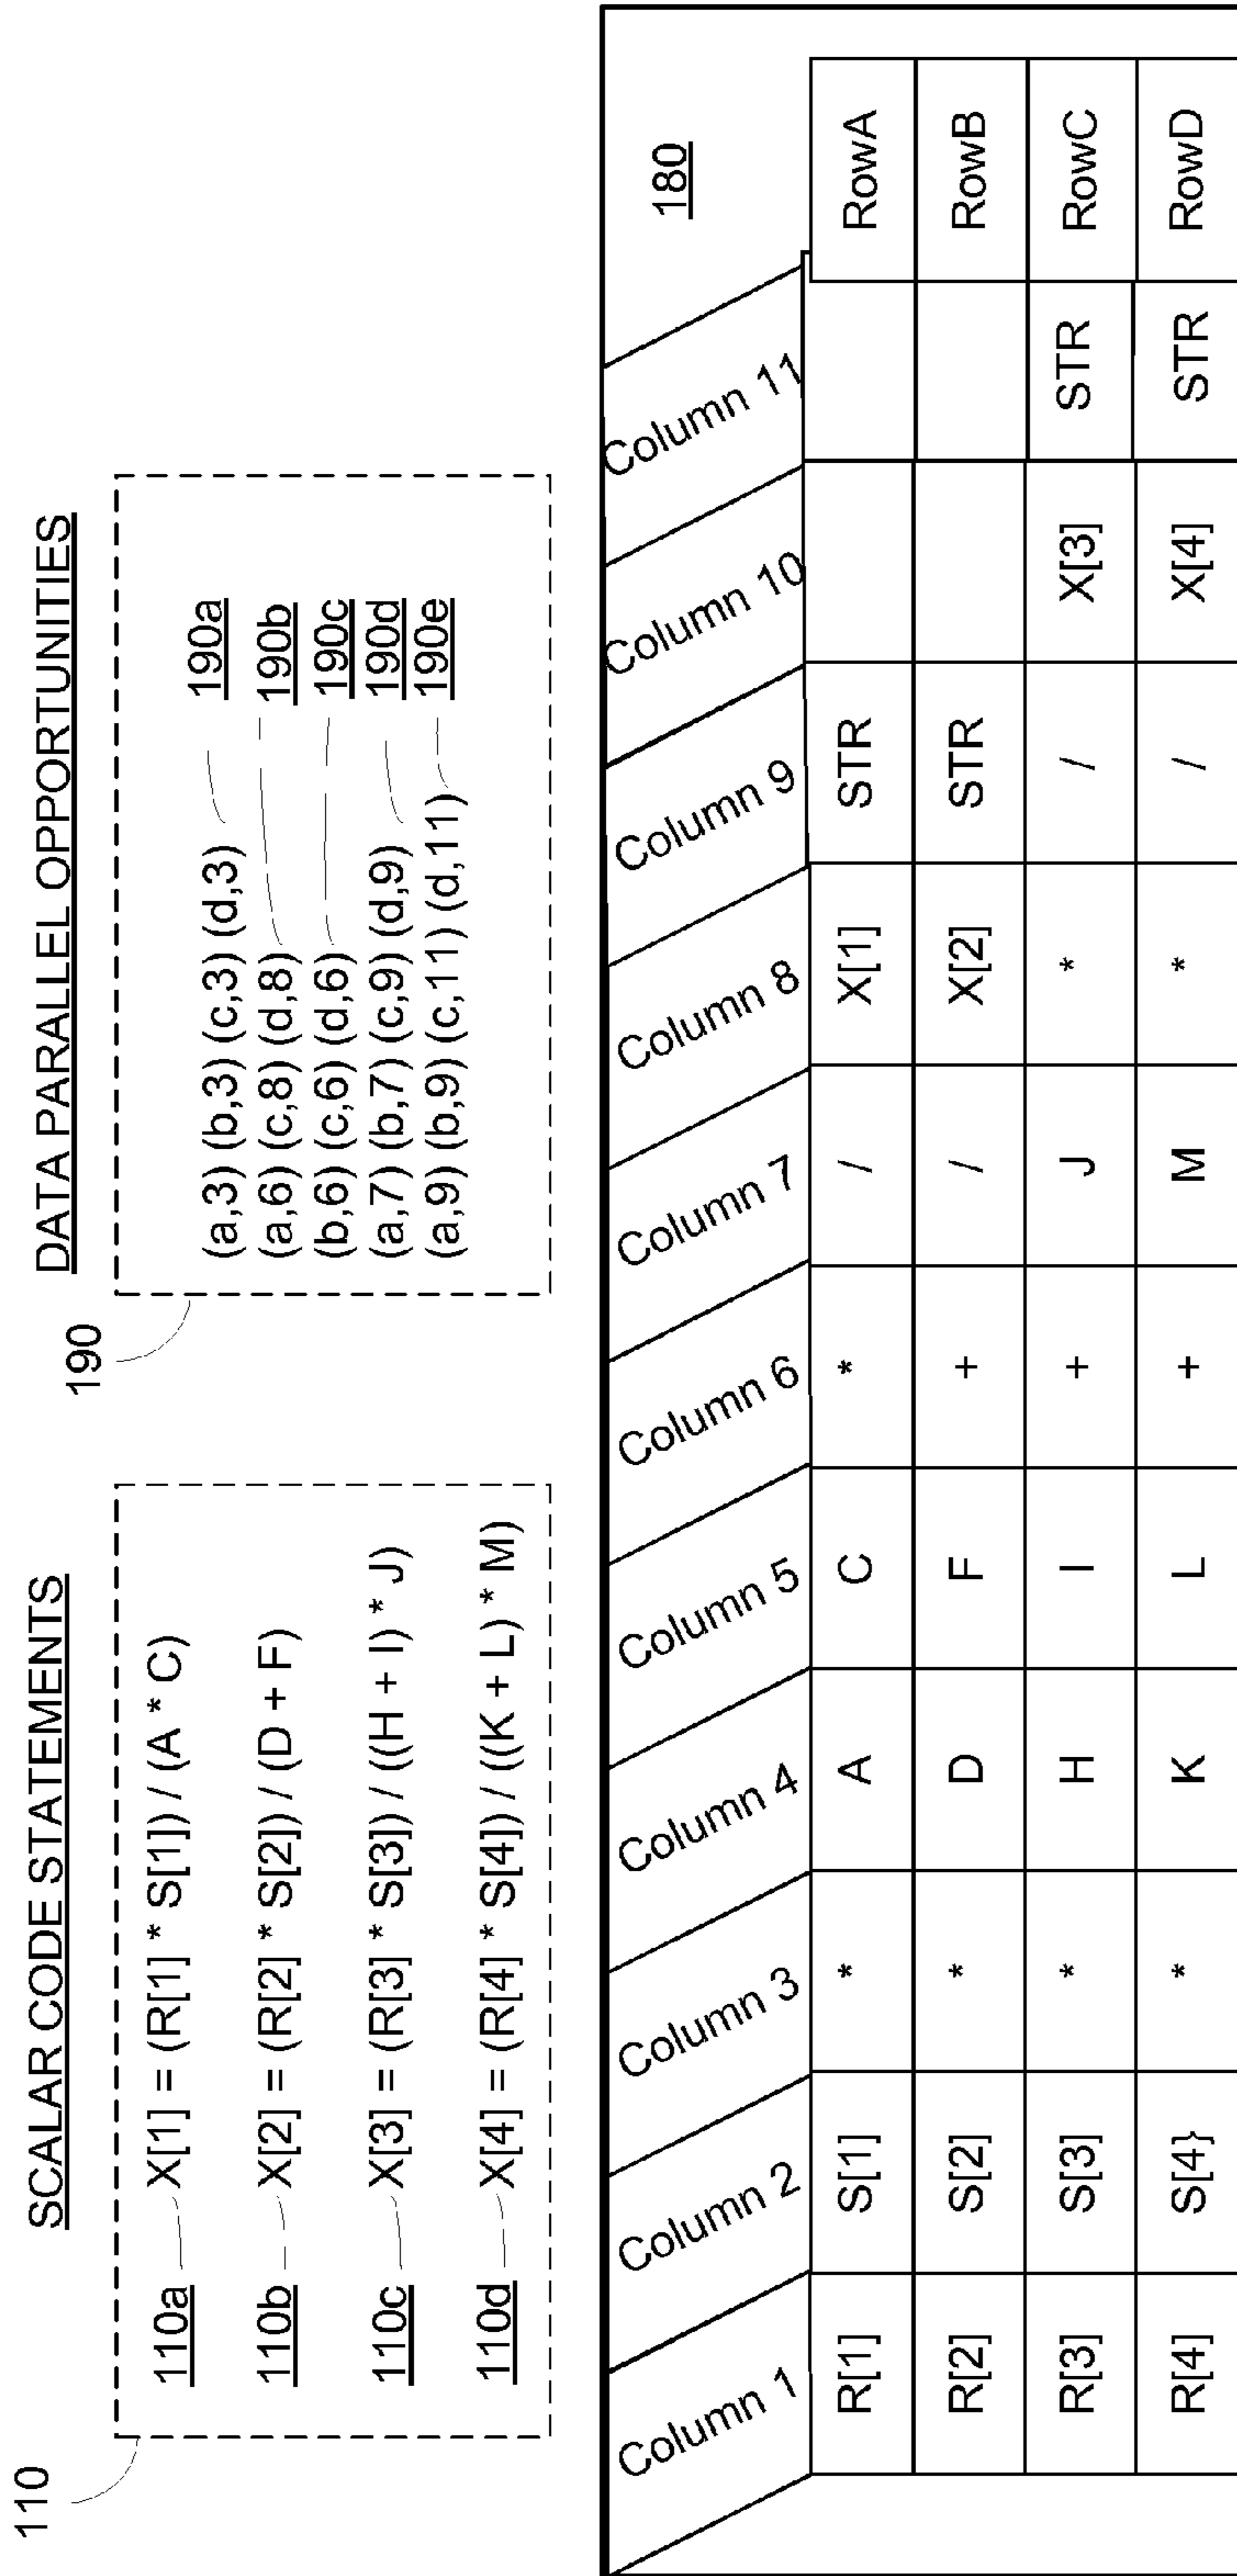 110
SCALAR CODE STATEMENTS
110a X[1] = (R[1] * S[1]) / (A * C)
110b X[2] = (R[2] * S[2]) / (D + F)
110c X[3] = (R[3] * S[3]) / ((H + I) * J)
110d X[4] = (R[4] * S[4]) / ((K + L) * M)
190
DATA PARALLEL OPPORTUNITIES
(a,3) (b,3) (c,3) (d,3) 190a
(a,6) (c,8) (d,8) 190b
(b,6) (c,6) (d,6) 190c
(a,7) (b,7) (c,9) (d,9) 190d
(a,9) (b,9) (c,11) (d,11) 190e
180
Column 1 Column 2 Column 3 Column 4 Column 5 Column 6 Column 7 Column 8 Column 9 Column 10 Column 11
R[1] S[1] * A C * / X[1] STR RowA
R[2] S[2] * D F + / X[2] STR RowB
R[3] S[3] * H I + J * / X[3] STR RowC
R[4] S[4} * K L + M * / X[4] STR RowD